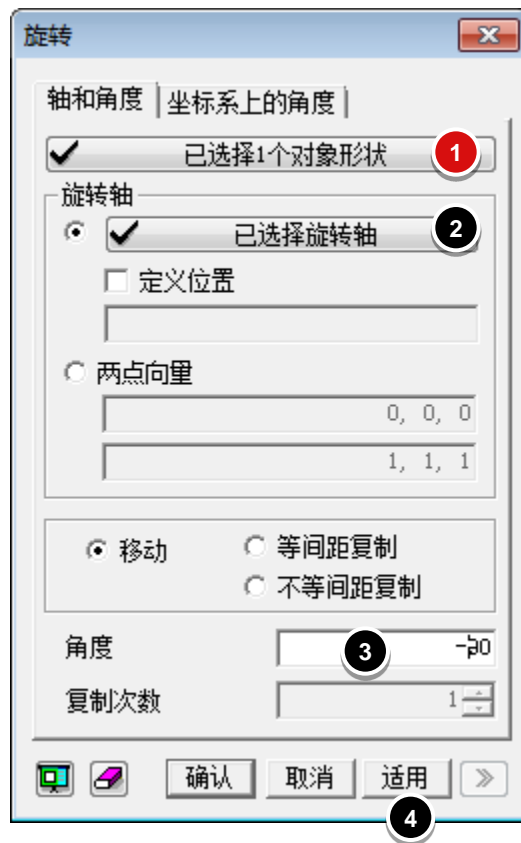 旋转
轴和角度 坐标系上的角度
已选择1个对象形状 1
旋转轴
已选择旋转轴 2
定义位置
两点向量
0, 0, 0
1, 1, 1
移动 等间距复制
不等间距复制
角度 3
复制次数 1
确认 取消 适用 >>
4